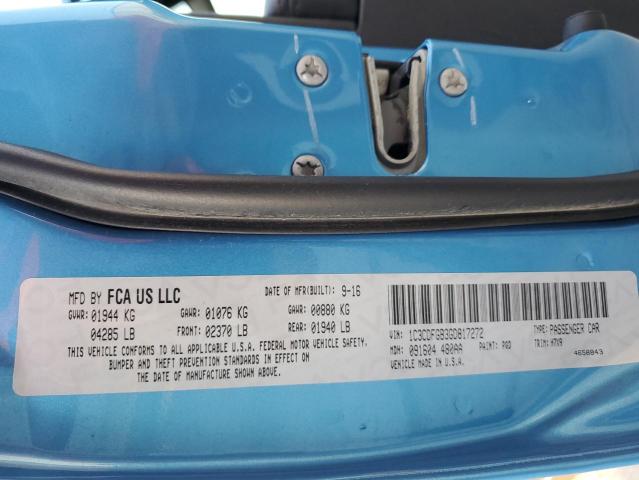 MFD BY FCA US LLC DATE OF MFR(BUILT): 9-16
GVWR: 01944 KG GAWR: 01076 KG GAWR: 00880 KG
04285 LB FRONT: 02370 LB REAR: 01940 LB
THIS VEHICLE CONFORMS TO ALL APPLICABLE U.S.A. FEDERAL MOTOR VEHICLE SAFETY,
BUMPER AND THEFT PREVENTION STANDARDS IN EFFECT ON
THE DATE OF MANUFACTURE SHOWN ABOVE.
VIN: 1C3CDFGB3GD817272 TYPE: PASSENGER CAR
MDH: 091604 480AA PAINT: PQD TRIM: H7X9
VEHICLE MADE IN U.S.A. 4658843